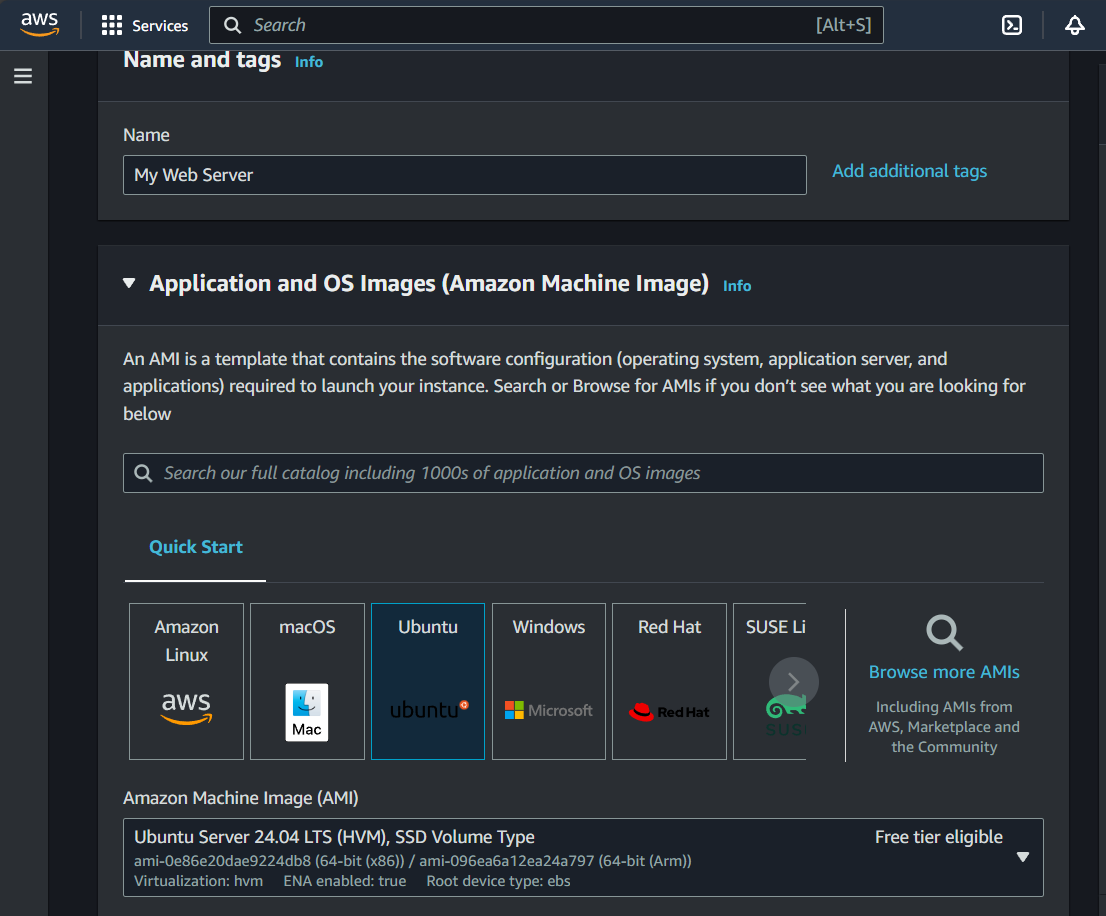 aws
Services
Search
[Alt+S]
Name and tags Info
Name
My Web Server
Add additional tags
Application and OS Images (Amazon Machine Image) Info
An AMI is a template that contains the software configuration (operating system, application server, and
applications) required to launch your instance. Search or Browse for AMIs if you don’t see what you are looking for
below
Search our full catalog including 1000s of application and OS images
Quick Start
Amazon
Linux
aws
macOS
Mac
Ubuntu
ubuntu
Windows
Microsoft
Red Hat
Red Hat
SUSE Li
SUS
Browse more AMIs
Including AMIs from
AWS, Marketplace and
the Community
Amazon Machine Image (AMI)
Ubuntu Server 24.04 LTS (HVM), SSD Volume Type
Free tier eligible
ami-0e86e20dae9224db8 (64-bit (x86)) / ami-096ea6a12ea24a797 (64-bit (Arm))
Virtualization: hvm ENA enabled: true Root device type: ebs